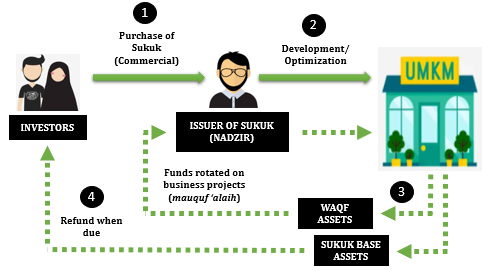 1
Purchase of
Sukuk
(Commercial)
2
Development/
Optimization
UMKM
INVESTORS
ISSUER OF SUKUK
(NADZIR)
Funds rotated on
business projects
(mauquf 'alaih)
3
4
Refund when
due
WAQF
ASSETS
SUKUK BASE
ASSETS